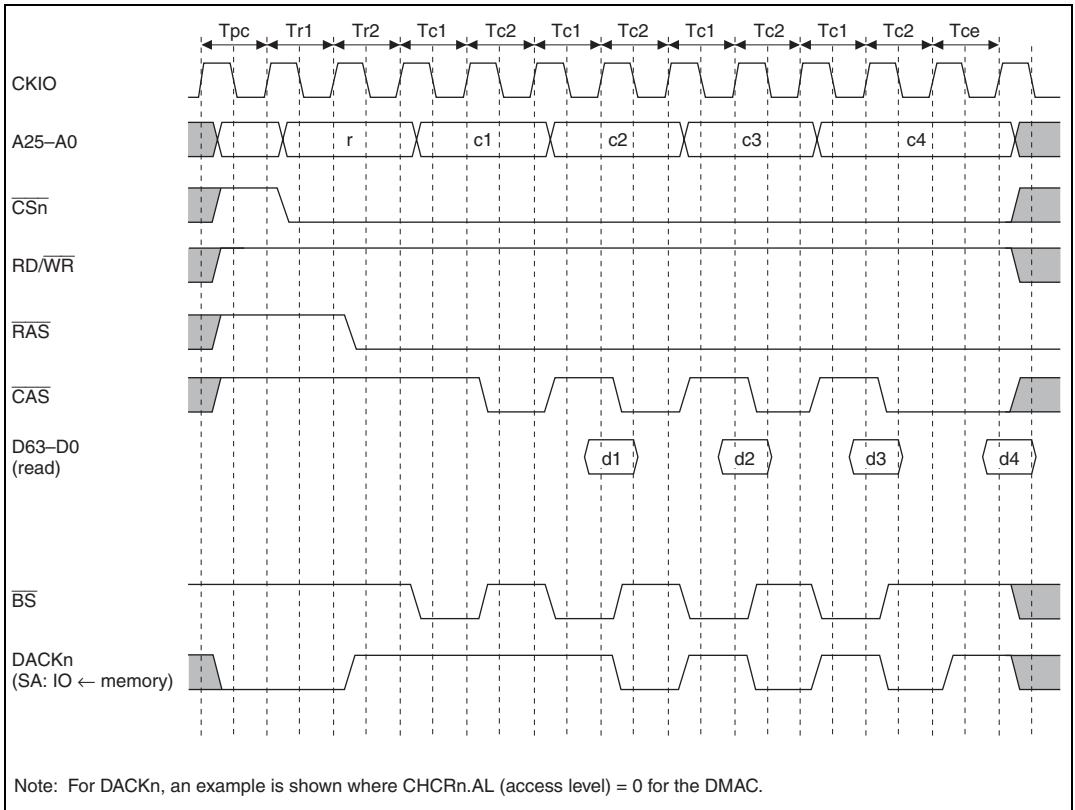 Tpc Tr1 Tr2 Tc1 Tc2 Tc1 Tc2 Tc1 Tc2 Tc1 Tc2 Tce
CKIO
A25–A0 r c1 c2 c3 c4
CSn
RD/WR
RAS
CAS
D63–D0
(read) d1 d2 d3 d4
BS
DACKn
(SA: IO ← memory)
Note: For DACKn, an example is shown where CHCRn.AL (access level) = 0 for the DMAC.